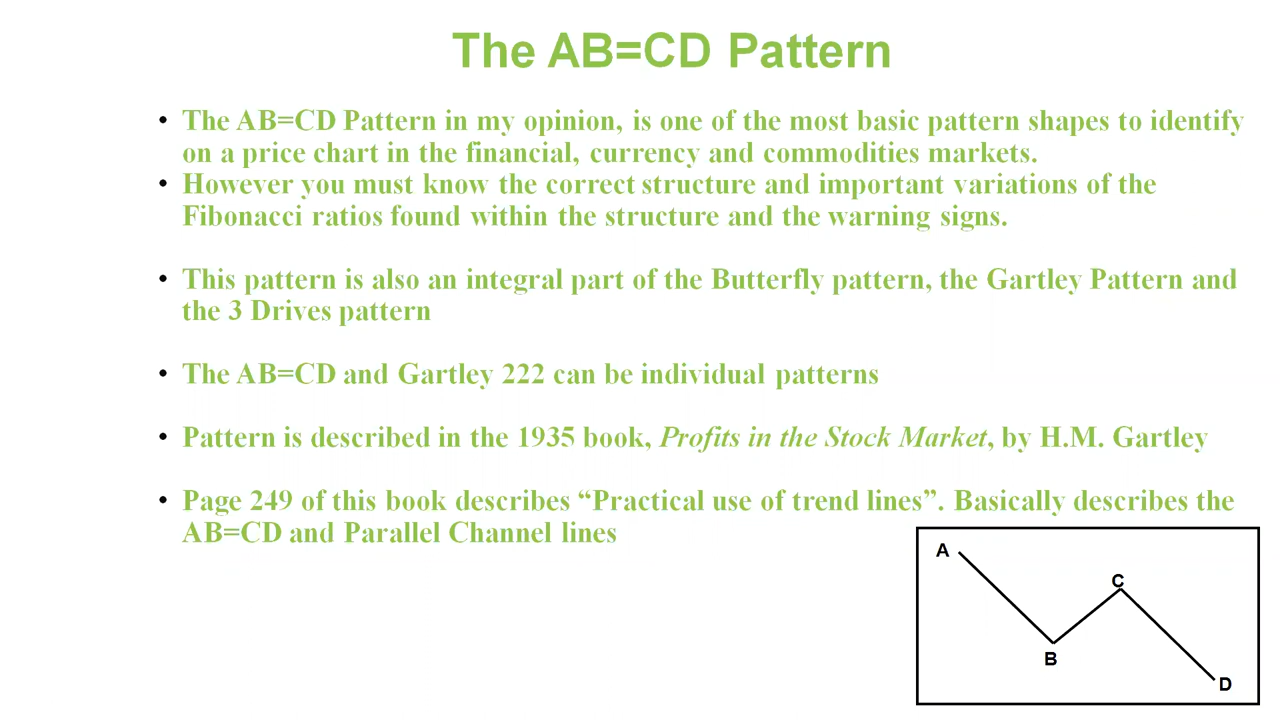 The AB=CD Pattern
• The AB=CD Pattern in my opinion, is one of the most basic pattern shapes to identify
on a price chart in the financial, currency and commodities markets.
• However you must know the correct structure and important variations of the
Fibonacci ratios found within the structure and the warning signs.
• This pattern is also an integral part of the Butterfly pattern, the Gartley Pattern and
the 3 Drives pattern
• The AB=CD and Gartley 222 can be individual patterns
• Pattern is described in the 1935 book, Profits in the Stock Market, by H.M. Gartley
• Page 249 of this book describes “Practical use of trend lines”. Basically describes the
AB=CD and Parallel Channel lines
A
C
B
D